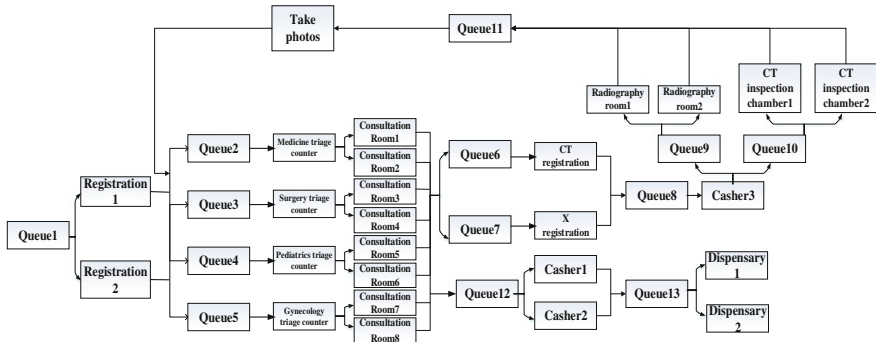 Take
photos
Queue11
CT
inspection
chamber1
CT
inspection
chamber2
Radiography
room1
Radiography
room2
Queue9
Queue10
Queue1
Registration
1
Registration
2
Queue2
Queue3
Queue4
Queue5
Medicine triage
counter
Surgery triage
counter
Pediatrics triage
counter
Gynecology
triage counter
Consultation
Room1
Consultation
Room2
Consultation
Room3
Consultation
Room4
Consultation
Room5
Consultation
Room6
Consultation
Room7
Consultation
Room8
Queue6
Queue7
CT
registration
X
registration
Queue8
Casher3
Queue12
Casher1
Casher2
Queue13
Dispensary
1
Dispensary
2